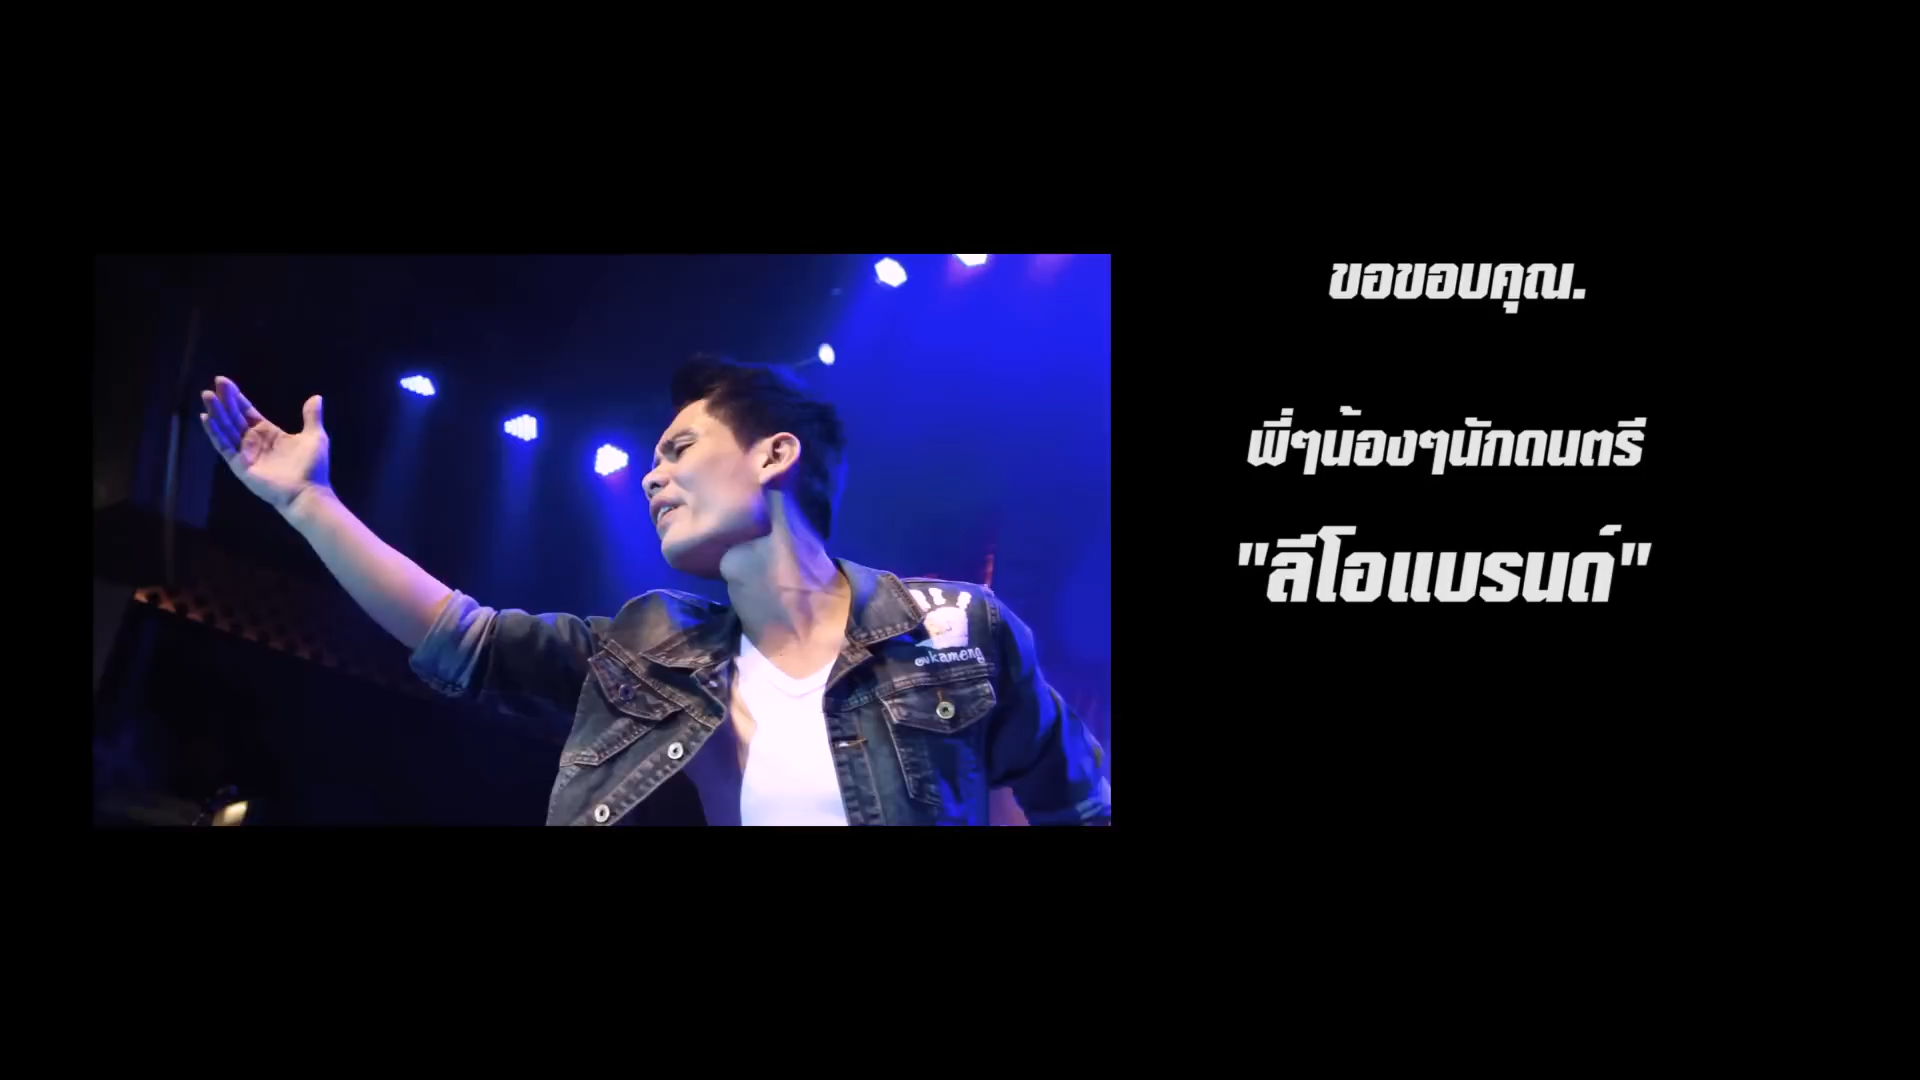 ขอขอบคุณ.
พี่ๆน้องๆนักดนตรี
"ลีโอแบรนด์"
kameng